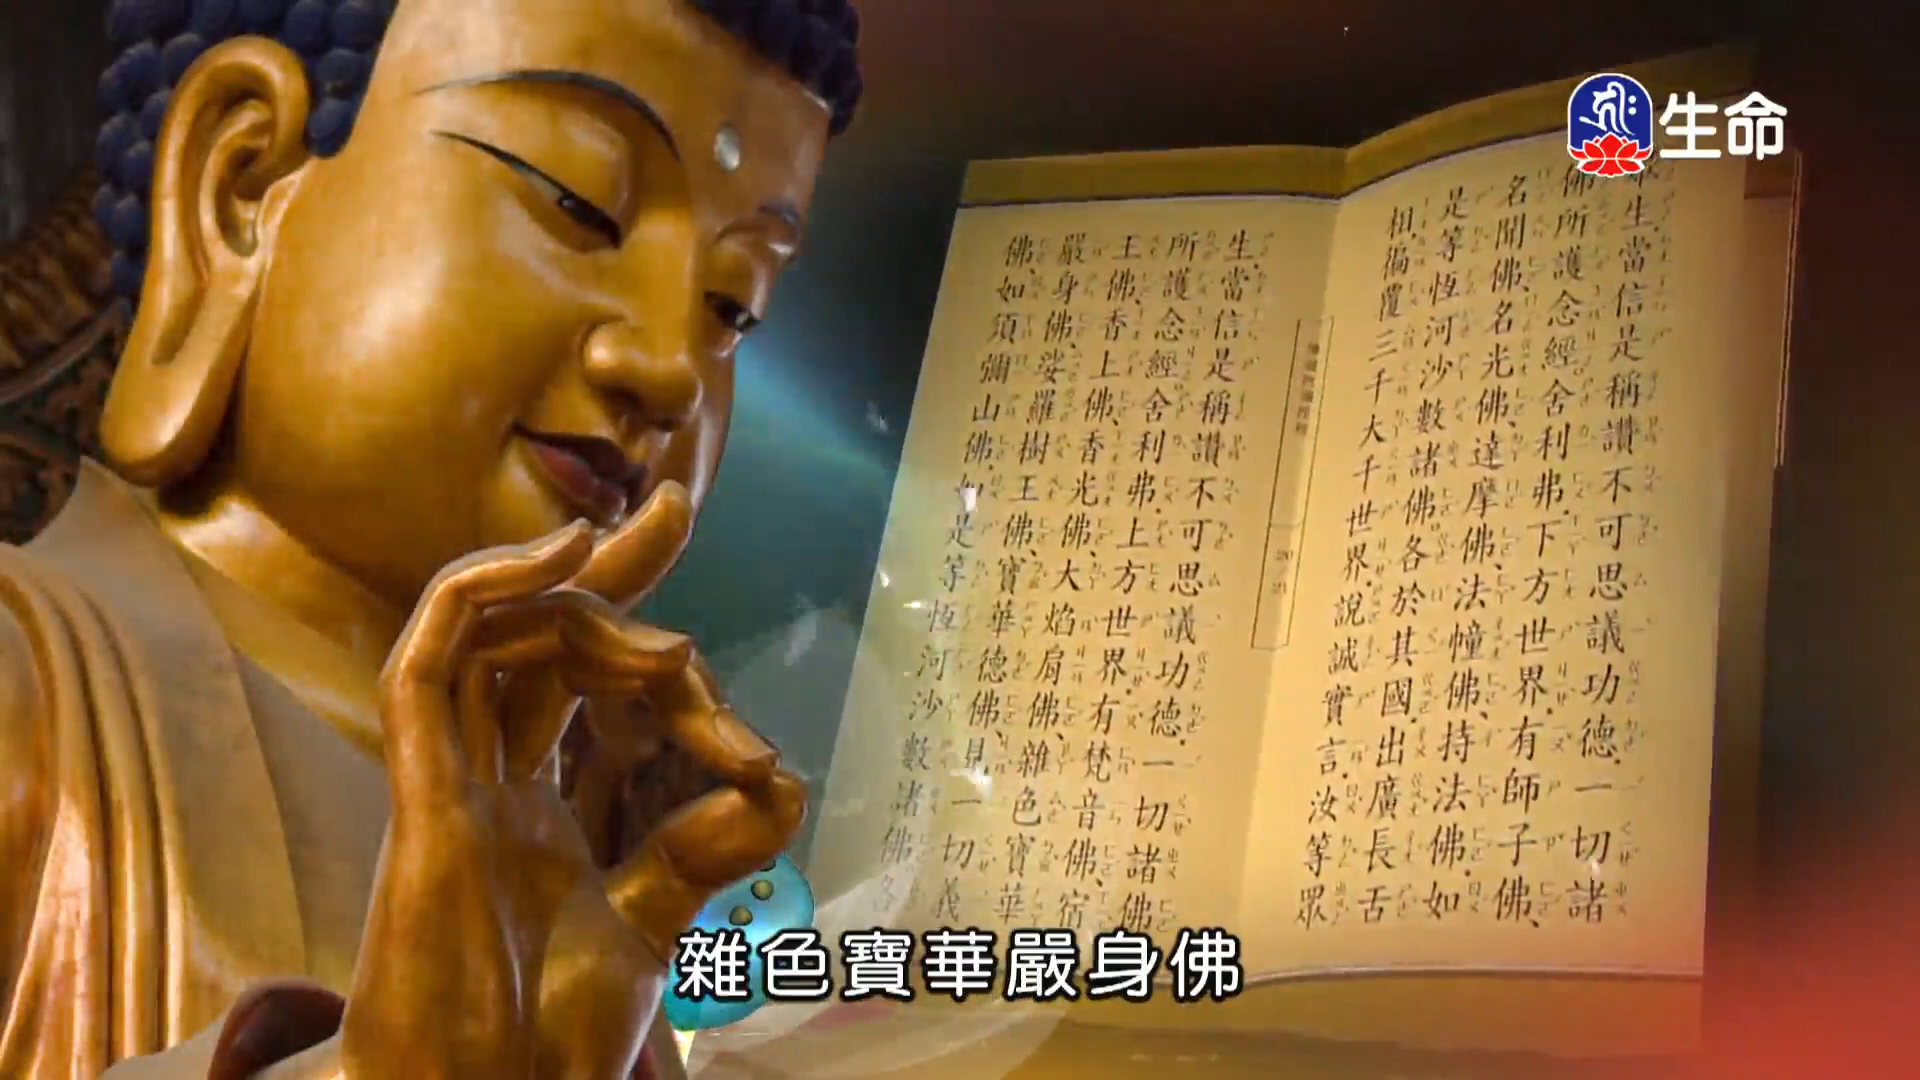 生命
生.當信是稱讚不可思議功德.一切諸
佛所護念經舍利弗.下方世界.有師子佛、
名聞佛、名光佛、達摩佛、法幢佛、持法佛.如
是等恆河沙數諸佛.各於其國.出廣長舌
相.徧覆三千大千世界.說誠實言.汝等眾
20
21
生.當信是稱讚不可思議功德.一切諸佛
所護念經舍利弗.上方世界.有梵音佛、宿
王佛、香上佛、香光佛、大焰肩佛、雜色寶華
嚴身佛、娑羅樹王佛、寶華德佛、見一切義
佛、如須彌山佛.如是等恆河沙數諸佛各
雜色寶華嚴身佛